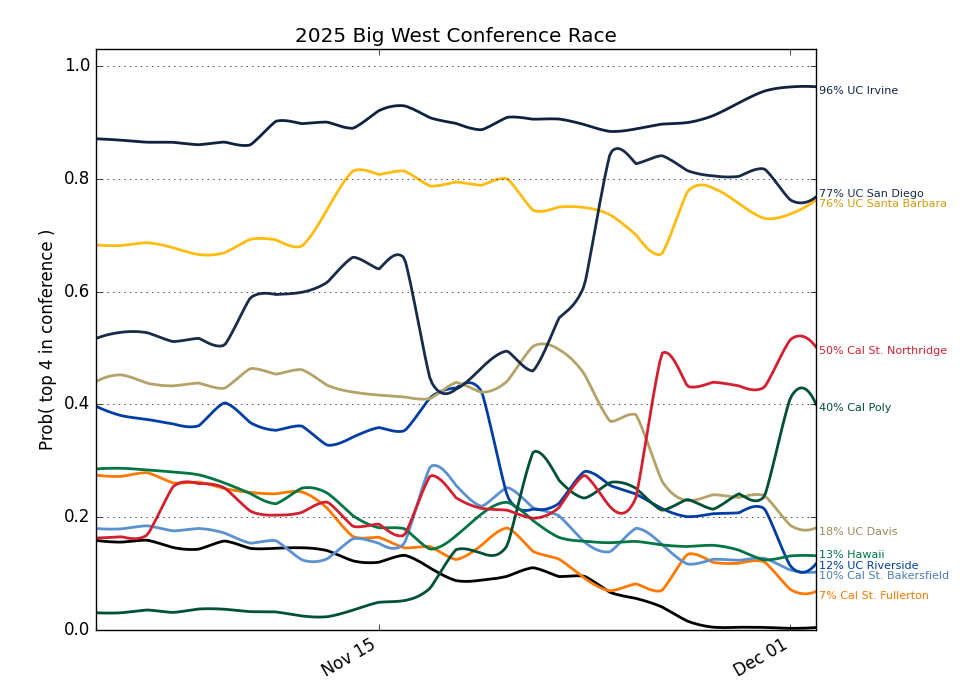 2025 Big West Conference Race
1.0
0.8
0.6
0.4
0.2
0.0
Prob( top 4 in conference )
Nov 15
Dec 01
96% UC Irvine
77% UC San Diego
76% UC Santa Barbara
50% Cal St. Northridge
40% Cal Poly
18% UC Davis
13% Hawaii
12% UC Riverside
10% Cal St. Bakersfield
7% Cal St. Fullerton